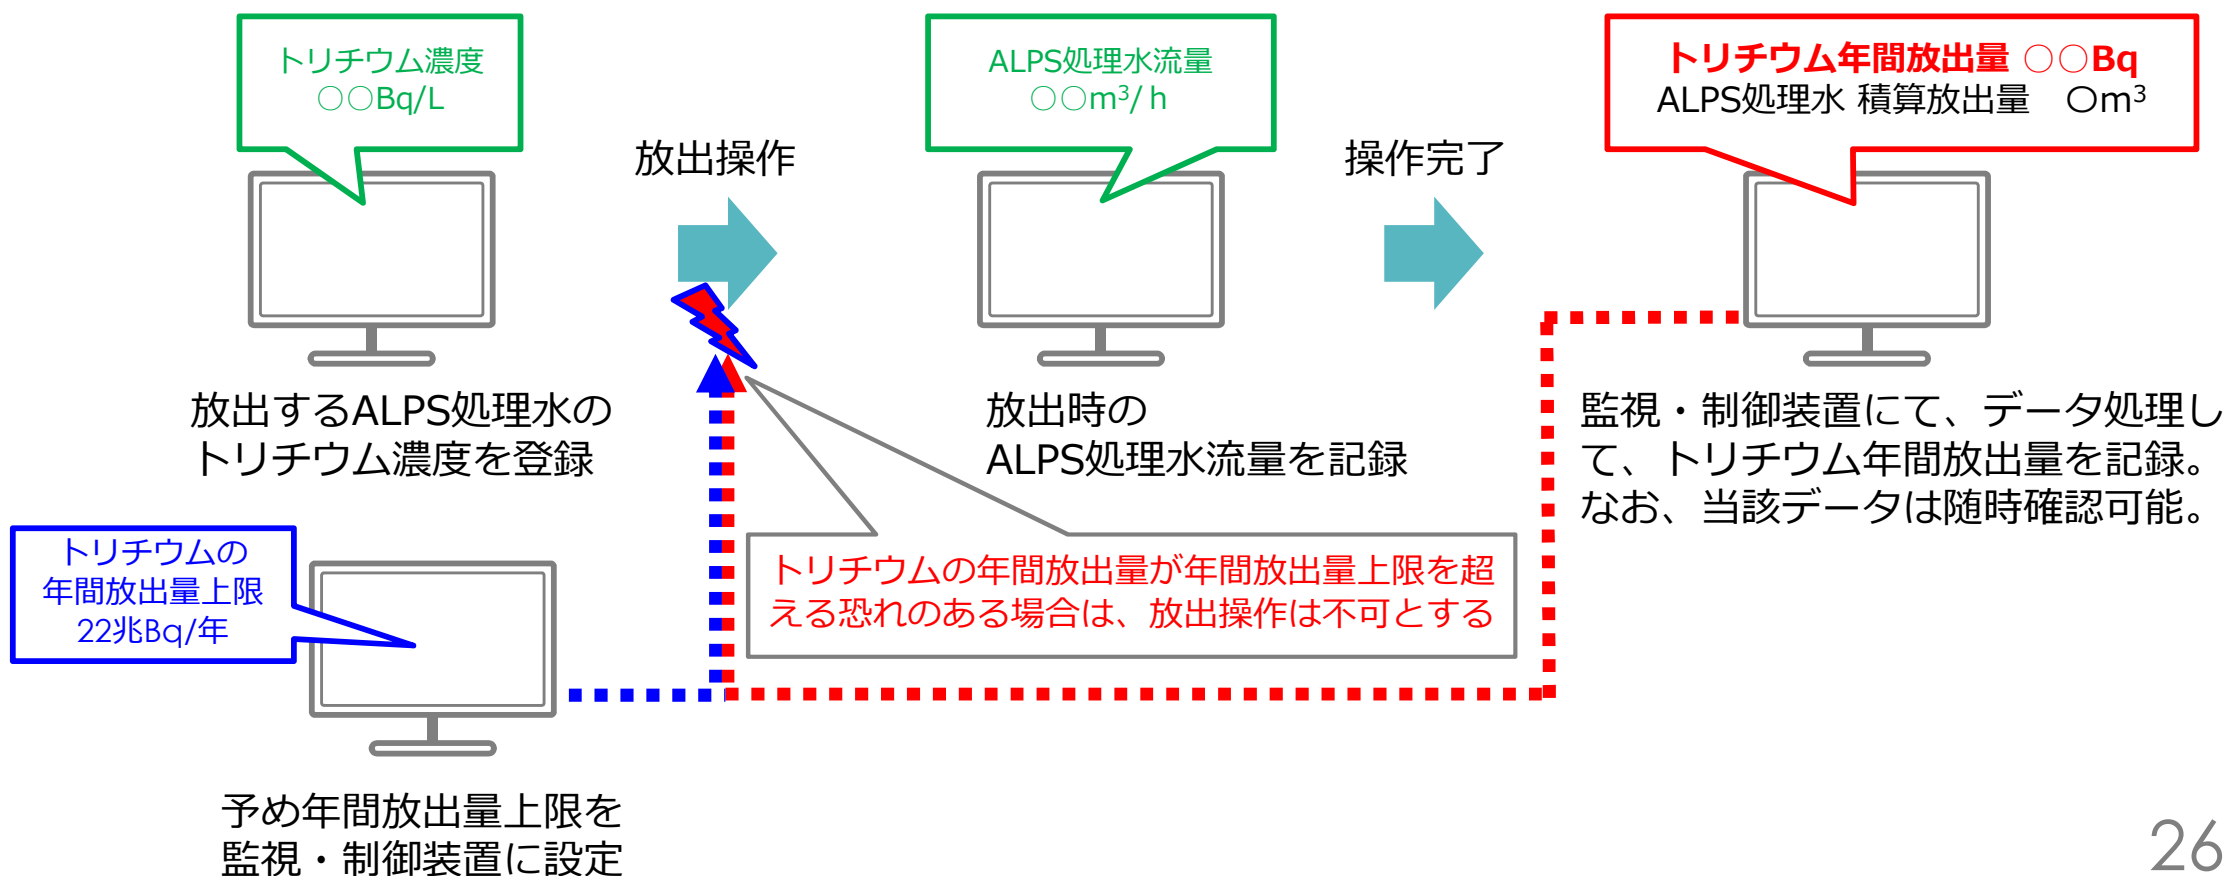 トリチウム濃度
○○Bq/L
ALPS処理水流量
○○m³/ h
トリチウム年間放出量 ○○Bq
ALPS処理水 積算放出量　○m³
放出操作
操作完了
放出するALPS処理水の
トリチウム濃度を登録
放出時の
ALPS処理水流量を記録
監視・制御装置にて、データ処理し
て、トリチウム年間放出量を記録。
なお、当該データは随時確認可能。
トリチウムの
年間放出量上限
22兆Bq/年
トリチウムの年間放出量が年間放出量上限を超
える恐れのある場合は、放出操作は不可とする
予め年間放出量上限を
監視・制御装置に設定
26